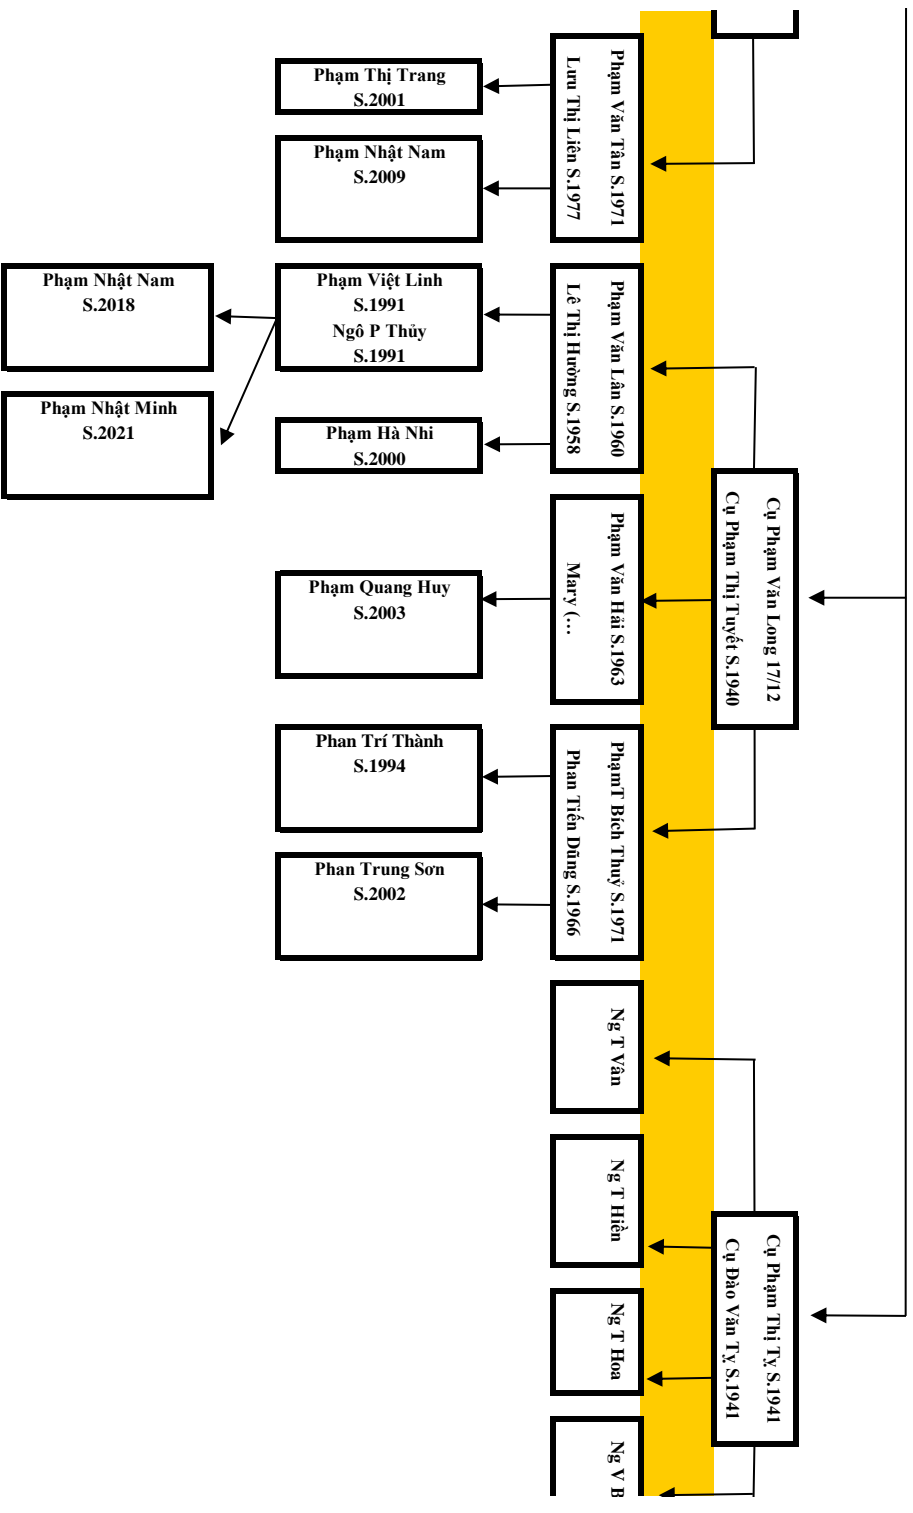 Phạm Thị Trang
S.2001
Phạm Văn Tân S.1971
Lưu Thị Liên S.1977
Phạm Nhật Nam
S.2009
Phạm Nhật Nam
S.2018
Phạm Việt Linh
S.1991
Ngô P Thủy
S.1991
Phạm Văn Lân S.1960
Lê Thị Hường S.1958
Phạm Nhật Minh
S.2021
Phạm Hà Nhi
S.2000
Cụ Phạm Văn Long 17/12
Cụ Phạm Thị Tuyết S.1940
Phạm Văn Hải S.1963
Mary (…
Phạm Quang Huy
S.2003
Phan Trí Thành
S.1994
PhạmT Bích Thuỷ S.1971
Phan Tiến Dũng S.1966
Phan Trung Sơn
S.2002
Ng T Vân
Ng T Hiền
Cụ Phạm Thị Tỵ S.1941
Cụ Đào Văn Tỵ S.1941
Ng T Hoa
Ng V B